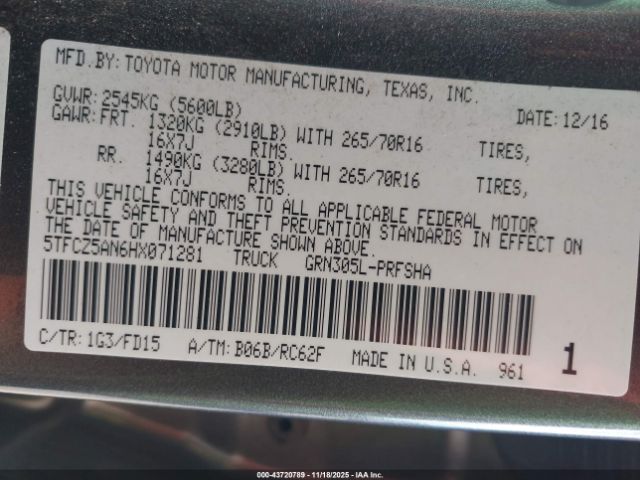 MFD.BY:TOYOTA MOTOR MANUFACTURING, TEXAS, INC.
GVWR:2545KG (5600LB) DATE:12/16
GAWR:FRT. 1320KG (2910LB) WITH 265/70R16 TIRES,
16X7J RIMS.
RR. 1490KG (3280LB) WITH 265/70R16 TIRES,
16X7J RIMS.
THIS VEHICLE CONFORMS TO ALL APPLICABLE FEDERAL MOTOR
VEHICLE SAFETY AND THEFT PREVENTION STANDARDS IN EFFECT ON
THE DATE OF MANUFACTURE SHOWN ABOVE.
5TFCZ5AN6HX071281 TRUCK GRN305L-PRFSHA
C/TR:1G3/FD15 A/TM:B06B/RC62F MADE IN U.S.A. 961 1
000-43720789 - 11/18/2025 - IAA Inc.